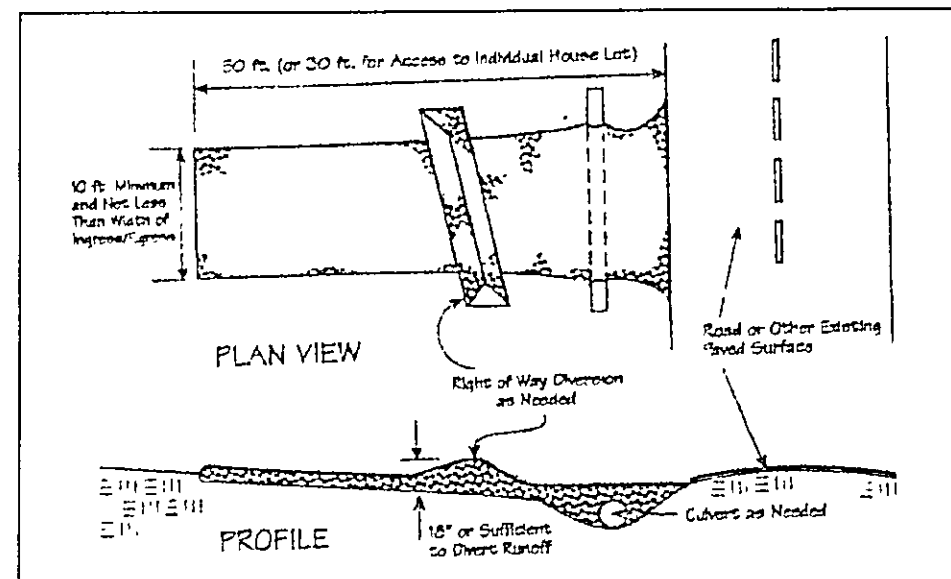 50 ft. (or 30 ft. For Access to Individual House Lot)
10 ft. Minimum
and Not Less
Than Width of
Ingress/Egress
PLAN VIEW
Right of Way Diversion
as Needed
Road or Other Existing
Paved Surface
18" or Sufficient
to Divert Runoff
Culvert as Needed
PROFILE